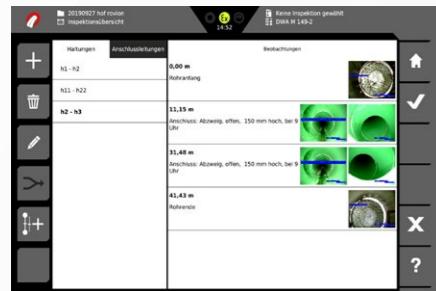 20190927 hof rovion
Inspektionsübersicht
Ex
14:52
Keine Inspektion gewählt
DWA M 149-2
Haltungen
Anschlussleitungen
Beobachtungen
h1 - h2
h11 - h22
h2 - h3
0,00 m
Rohranfang
11,15 m
Anschluss: Abzweig, offen, 150 mm hoch, bei 9
Uhr
31,48 m
Anschluss: Abzweig, offen, 150 mm hoch, bei 9
Uhr
41,43 m
Rohrende
X
?